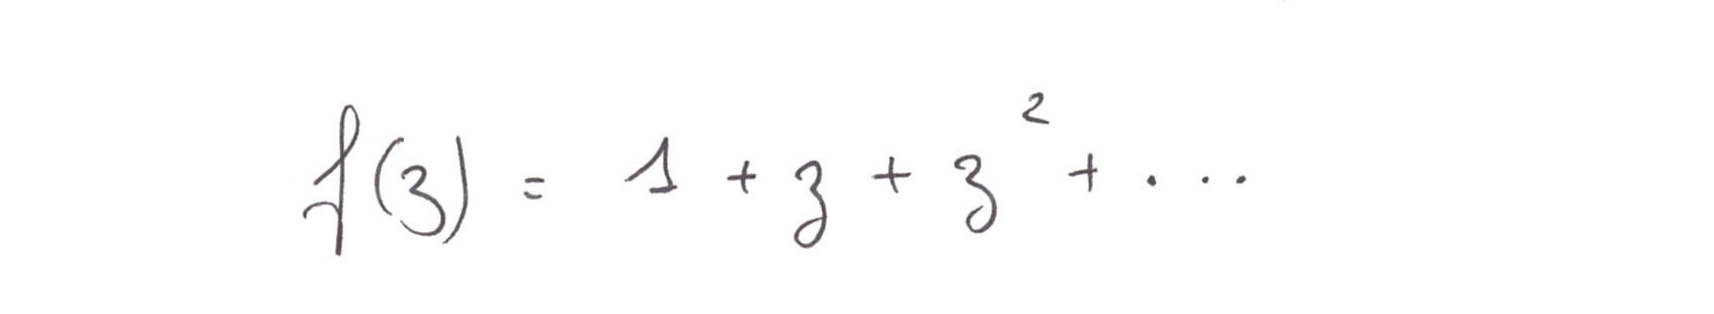 f(z) = 1 + z + z² + ...